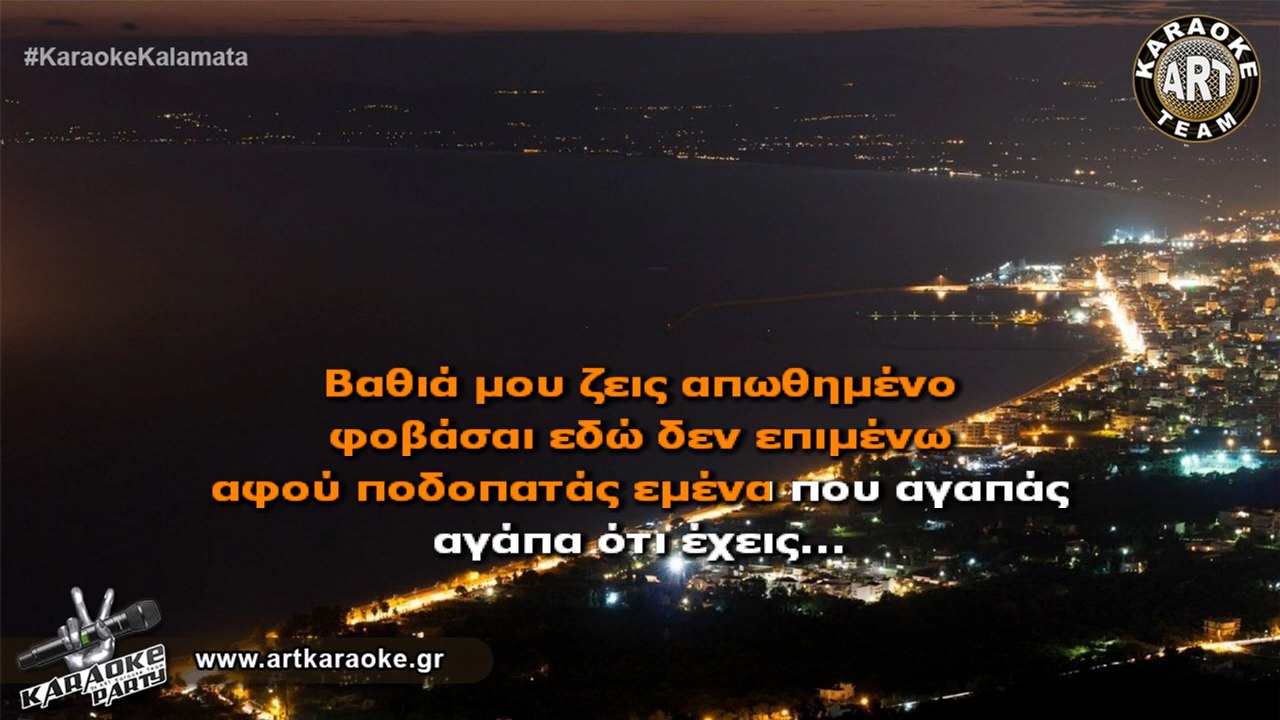 #KaraokeKalamata
KARAOKE
ART
TEAM
Βαθιά μου ζεις απωθημένο
φοβάσαι εδώ δεν επιμένω
αφού ποδοπατάς εμένα που αγαπάς
αγάπα ότι έχεις...
KARAOKE
PARTY
www.artkaraoke.gr